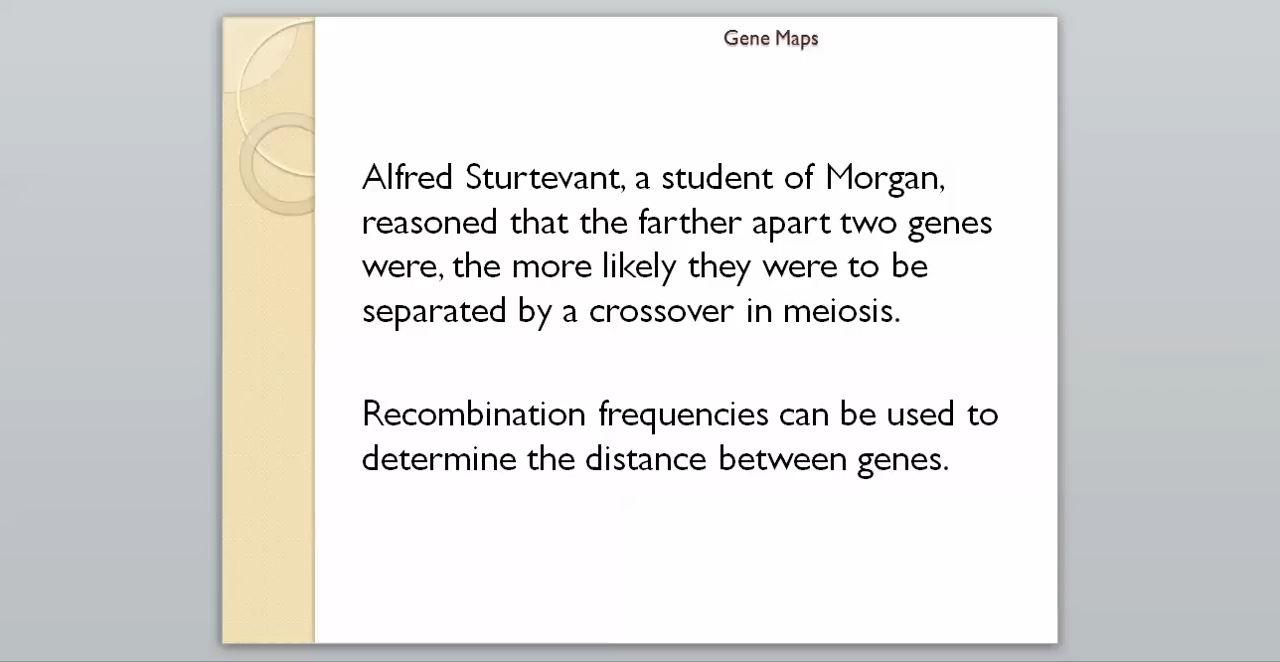 Gene Maps
Alfred Sturtevant, a student of Morgan,
reasoned that the farther apart two genes
were, the more likely they were to be
separated by a crossover in meiosis.
Recombination frequencies can be used to
determine the distance between genes.